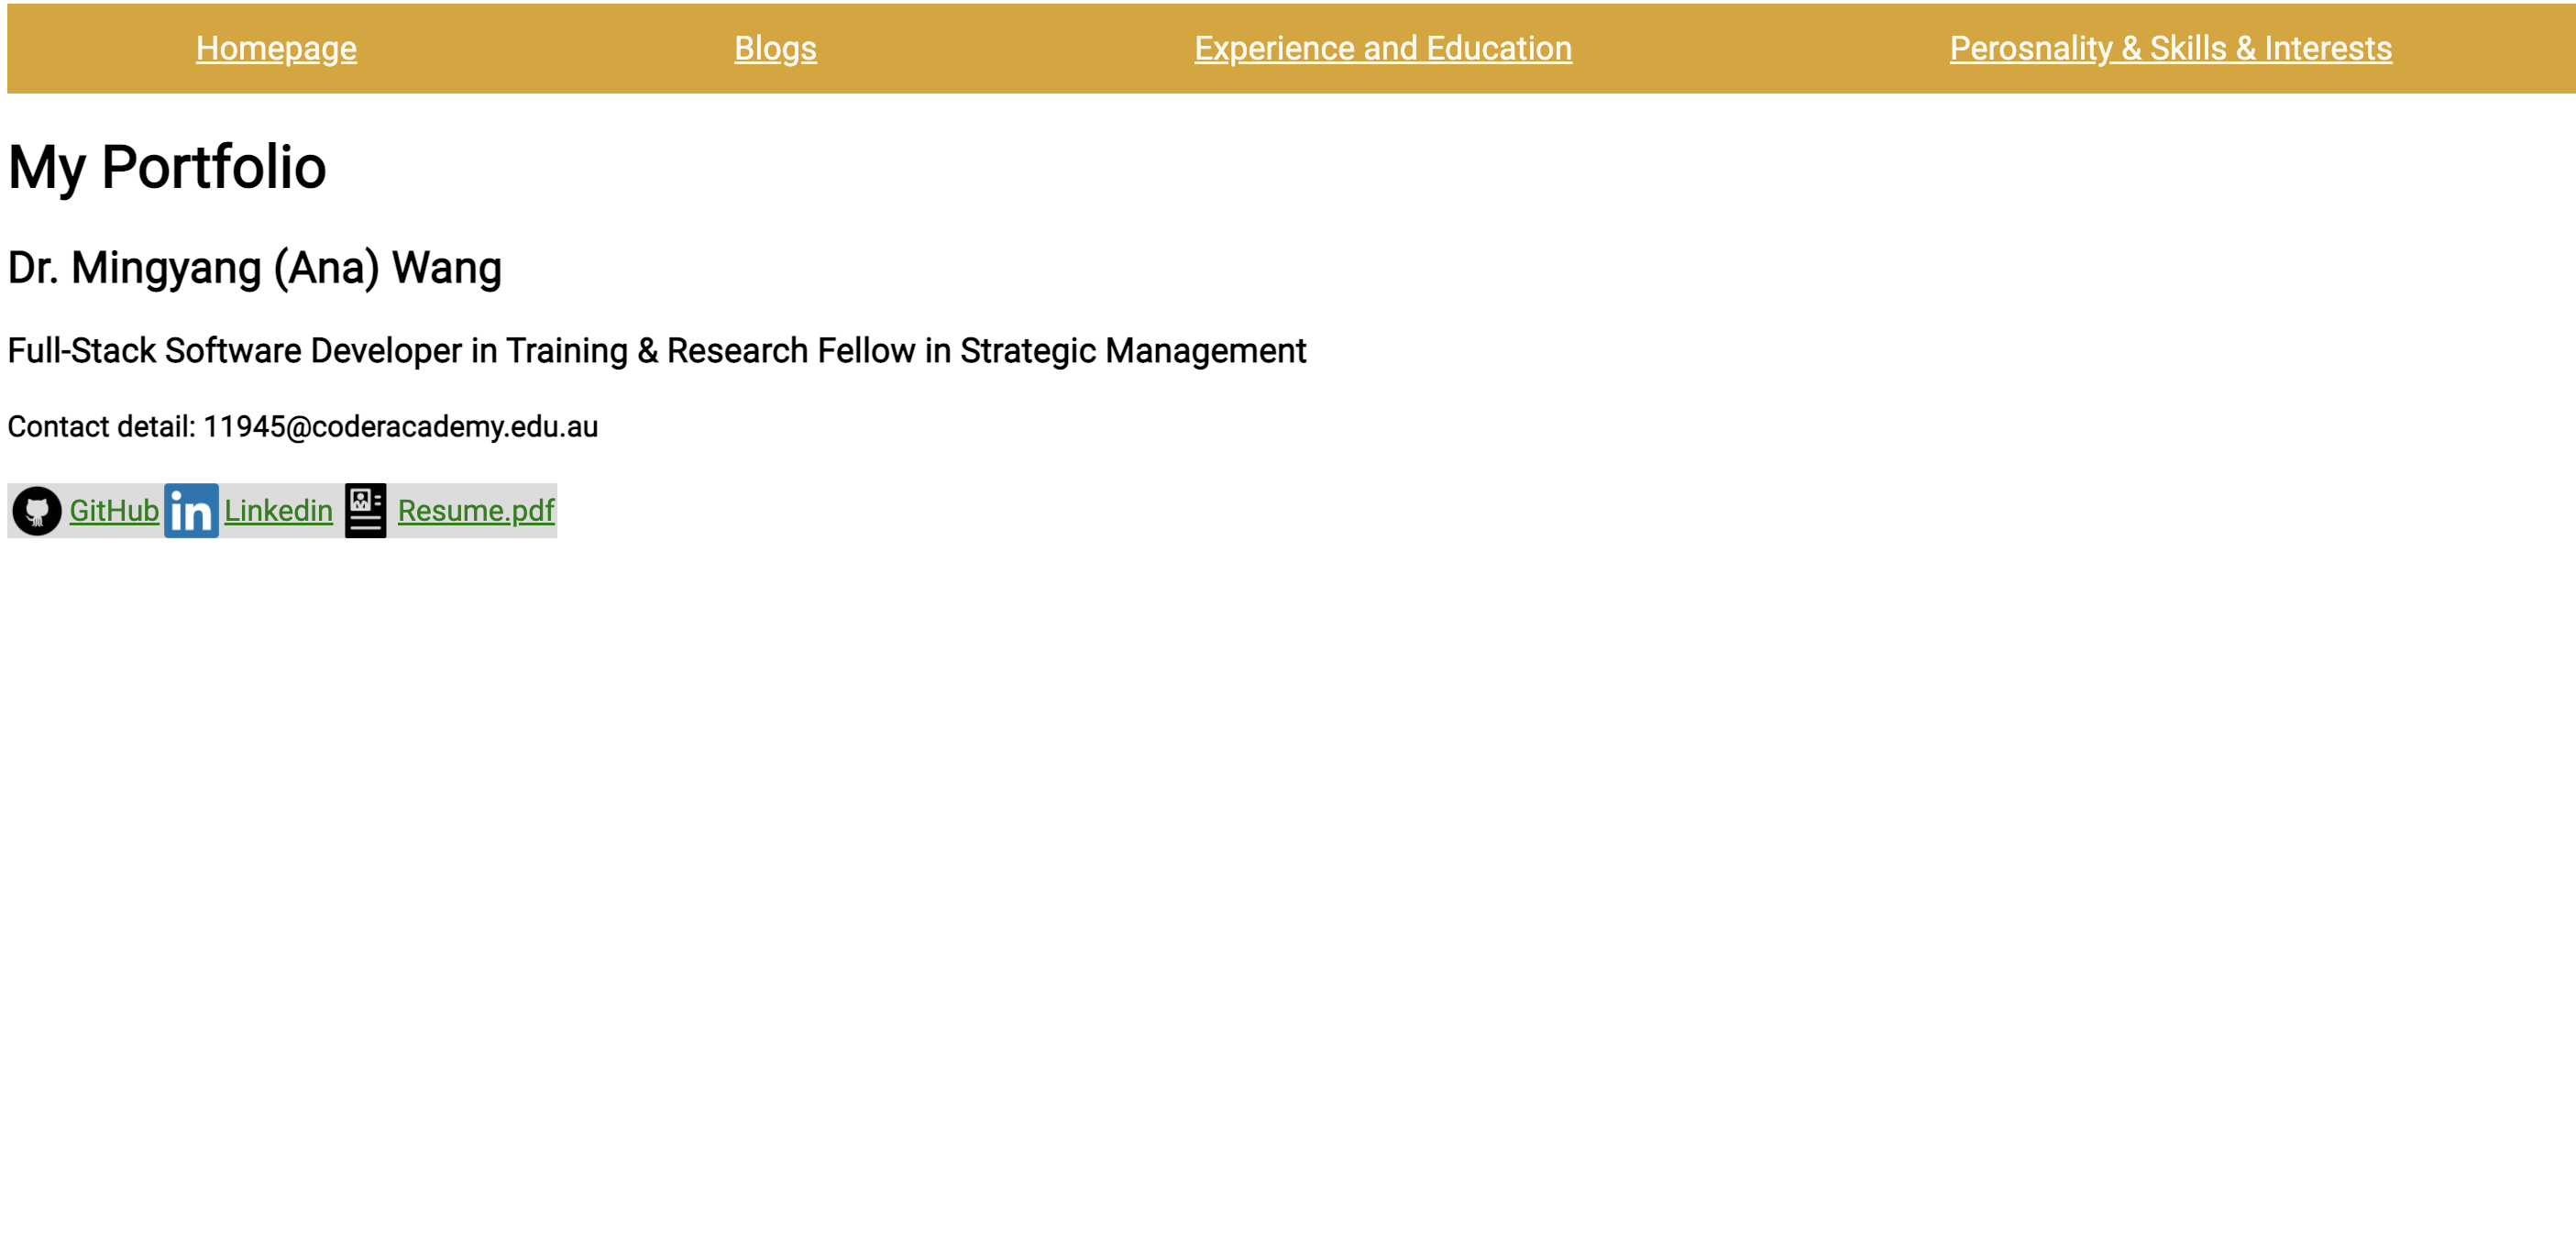 Homepage Blogs Experience and Education Perosnality & Skills & Interests
My Portfolio
Dr. Mingyang (Ana) Wang
Full-Stack Software Developer in Training & Research Fellow in Strategic Management
Contact detail: 11945@coderacademy.edu.au
in GitHub Linkedin Resume.pdf